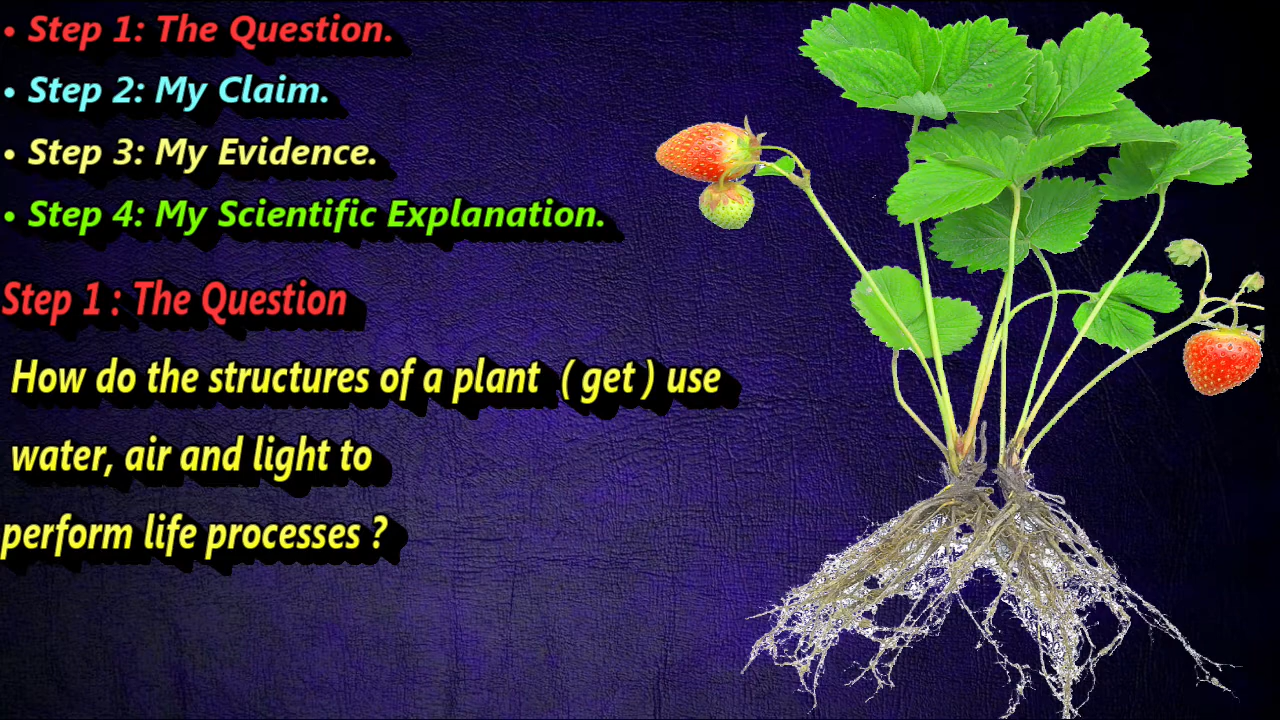 • Step 1: The Question.
• Step 2: My Claim.
• Step 3: My Evidence.
• Step 4: My Scientific Explanation.
Step 1 : The Question
How do the structures of a plant ( get ) use
water, air and light to
perform life processes ?